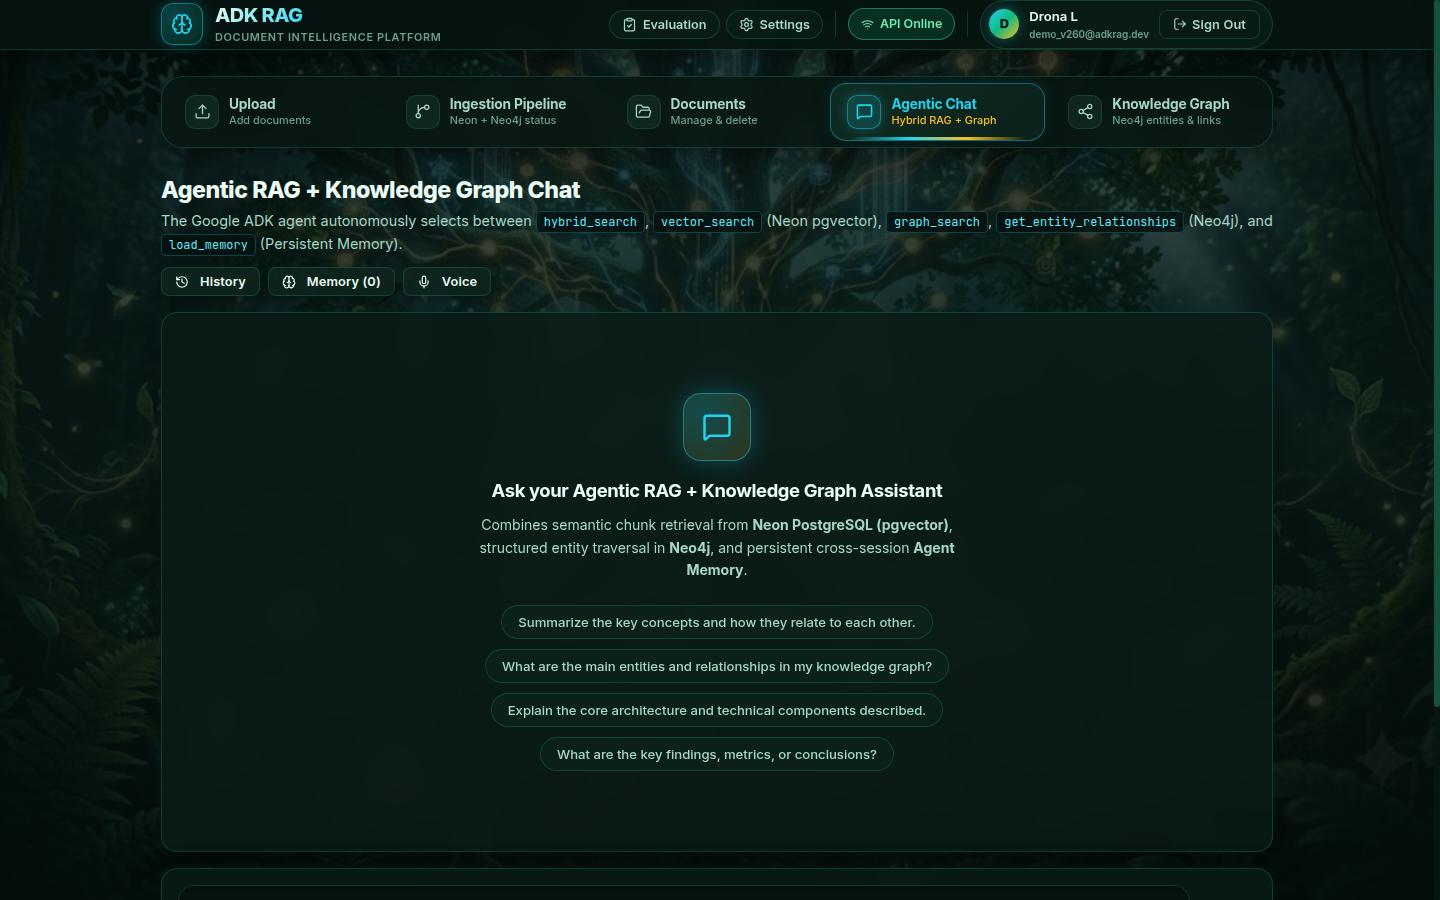 ADK RAG
DOCUMENT INTELLIGENCE PLATFORM
Evaluation
Settings
API Online
D
Drona L
demo_v260@adkrag.dev
Sign Out
Upload
Add documents
Ingestion Pipeline
Neon + Neo4j status
Documents
Manage & delete
Agentic Chat
Hybrid RAG + Graph
Knowledge Graph
Neo4j entities & links
Agentic RAG + Knowledge Graph Chat
The Google ADK agent autonomously selects between hybrid_search, vector_search (Neon pgvector), graph_search, get_entity_relationships (Neo4j), and
load_memory (Persistent Memory).
History
Memory (0)
Voice
Ask your Agentic RAG + Knowledge Graph Assistant
Combines semantic chunk retrieval from Neon PostgreSQL (pgvector),
structured entity traversal in Neo4j, and persistent cross-session Agent
Memory.
Summarize the key concepts and how they relate to each other.
What are the main entities and relationships in my knowledge graph?
Explain the core architecture and technical components described.
What are the key findings, metrics, or conclusions?